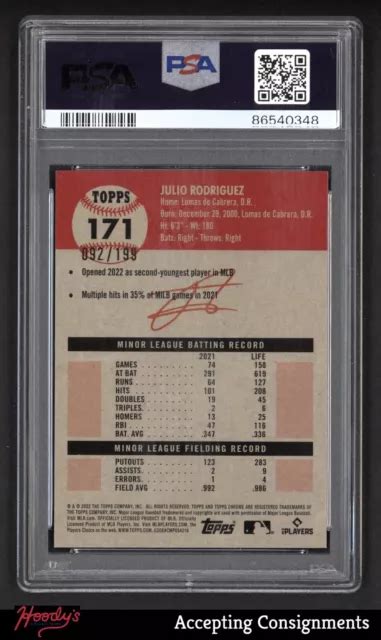 PSA
PSA
86540348
TOPPS
171
092/199
JULIO RODRIGUEZ
Home: Lomas de Cabrera, D.R.
Born: December 29, 2000, Lomas de Cabrera, D.R.
Ht: 6'3" • Wt: 180
Bats: Right • Throws: Right
• Opened 2022 as second-youngest player in MLB
• Multiple hits in 35% of MiLB games in 2021
MINOR LEAGUE BATTING RECORD
2021 LIFE
GAMES 74 158
AT BAT 291 619
RUNS 64 127
HITS 101 208
DOUBLES 19 45
TRIPLES 2 6
HOMERS 13 25
RBI 47 116
BAT. AVG .347 .336
MINOR LEAGUE FIELDING RECORD
PUTOUTS 123 283
ASSISTS 2 9
ERRORS 1 4
FIELD AVG .992 .986
Topps
PLAYERS
Hoody's
COLLECTIBLES
Accepting Consignments